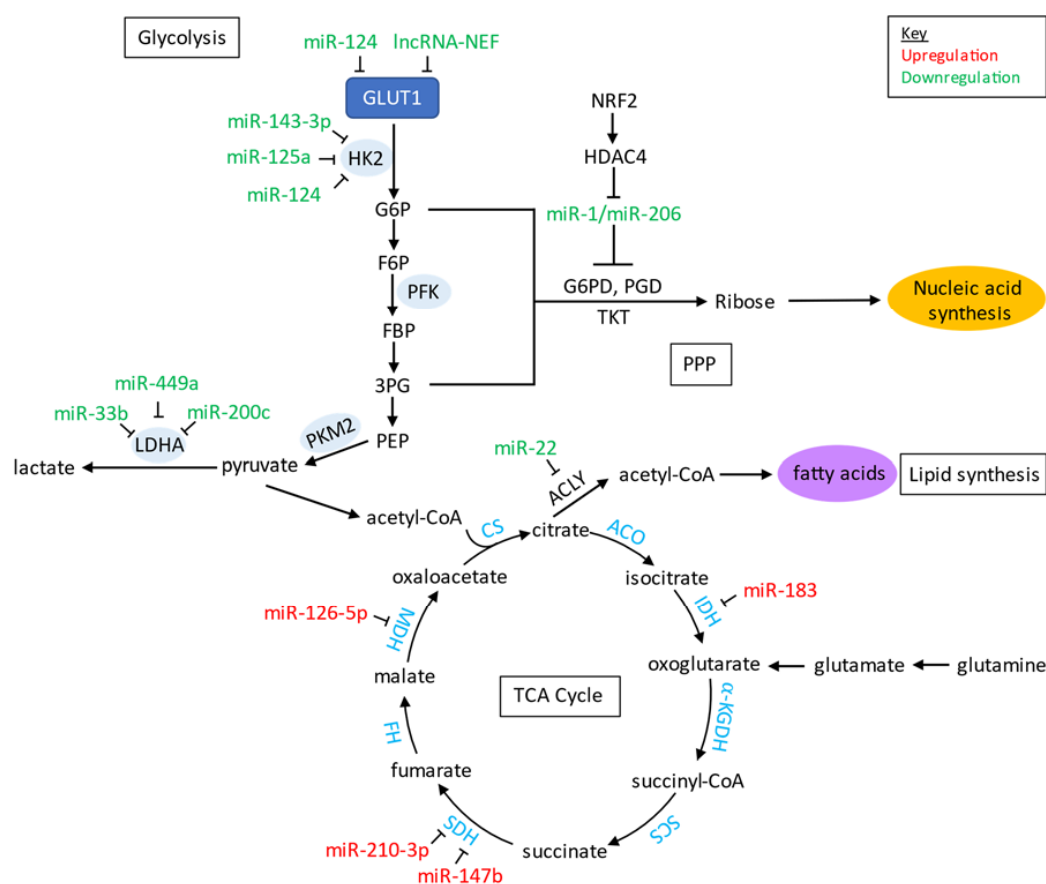 Glycolysis
miR-124
lncRNA-NEF
Key
Upregulation
Downregulation
GLUT1
NRF2
miR-143-3p
miR-125a
HK2
HDAC4
miR-124
G6P
miR-1/miR-206
F6P
PFK
G6PD, PGD
TKT
Ribose
Nucleic acid
synthesis
FBP
PPP
3PG
miR-449a
miR-33b
miR-200c
LDHA
PKM2
PEP
miR-22
lactate
pyruvate
ACLY
acetyl-CoA
fatty acids
Lipid synthesis
acetyl-CoA
CS
citrate
ACO
oxaloacetate
isocitrate
miR-126-5p
MDH
IDH
miR-183
malate
oxoglutarate
glutamate
glutamine
TCA Cycle
α-KGDH
FH
fumarate
succinyl-CoA
SDH
SCS
miR-210-3p
succinate
miR-147b